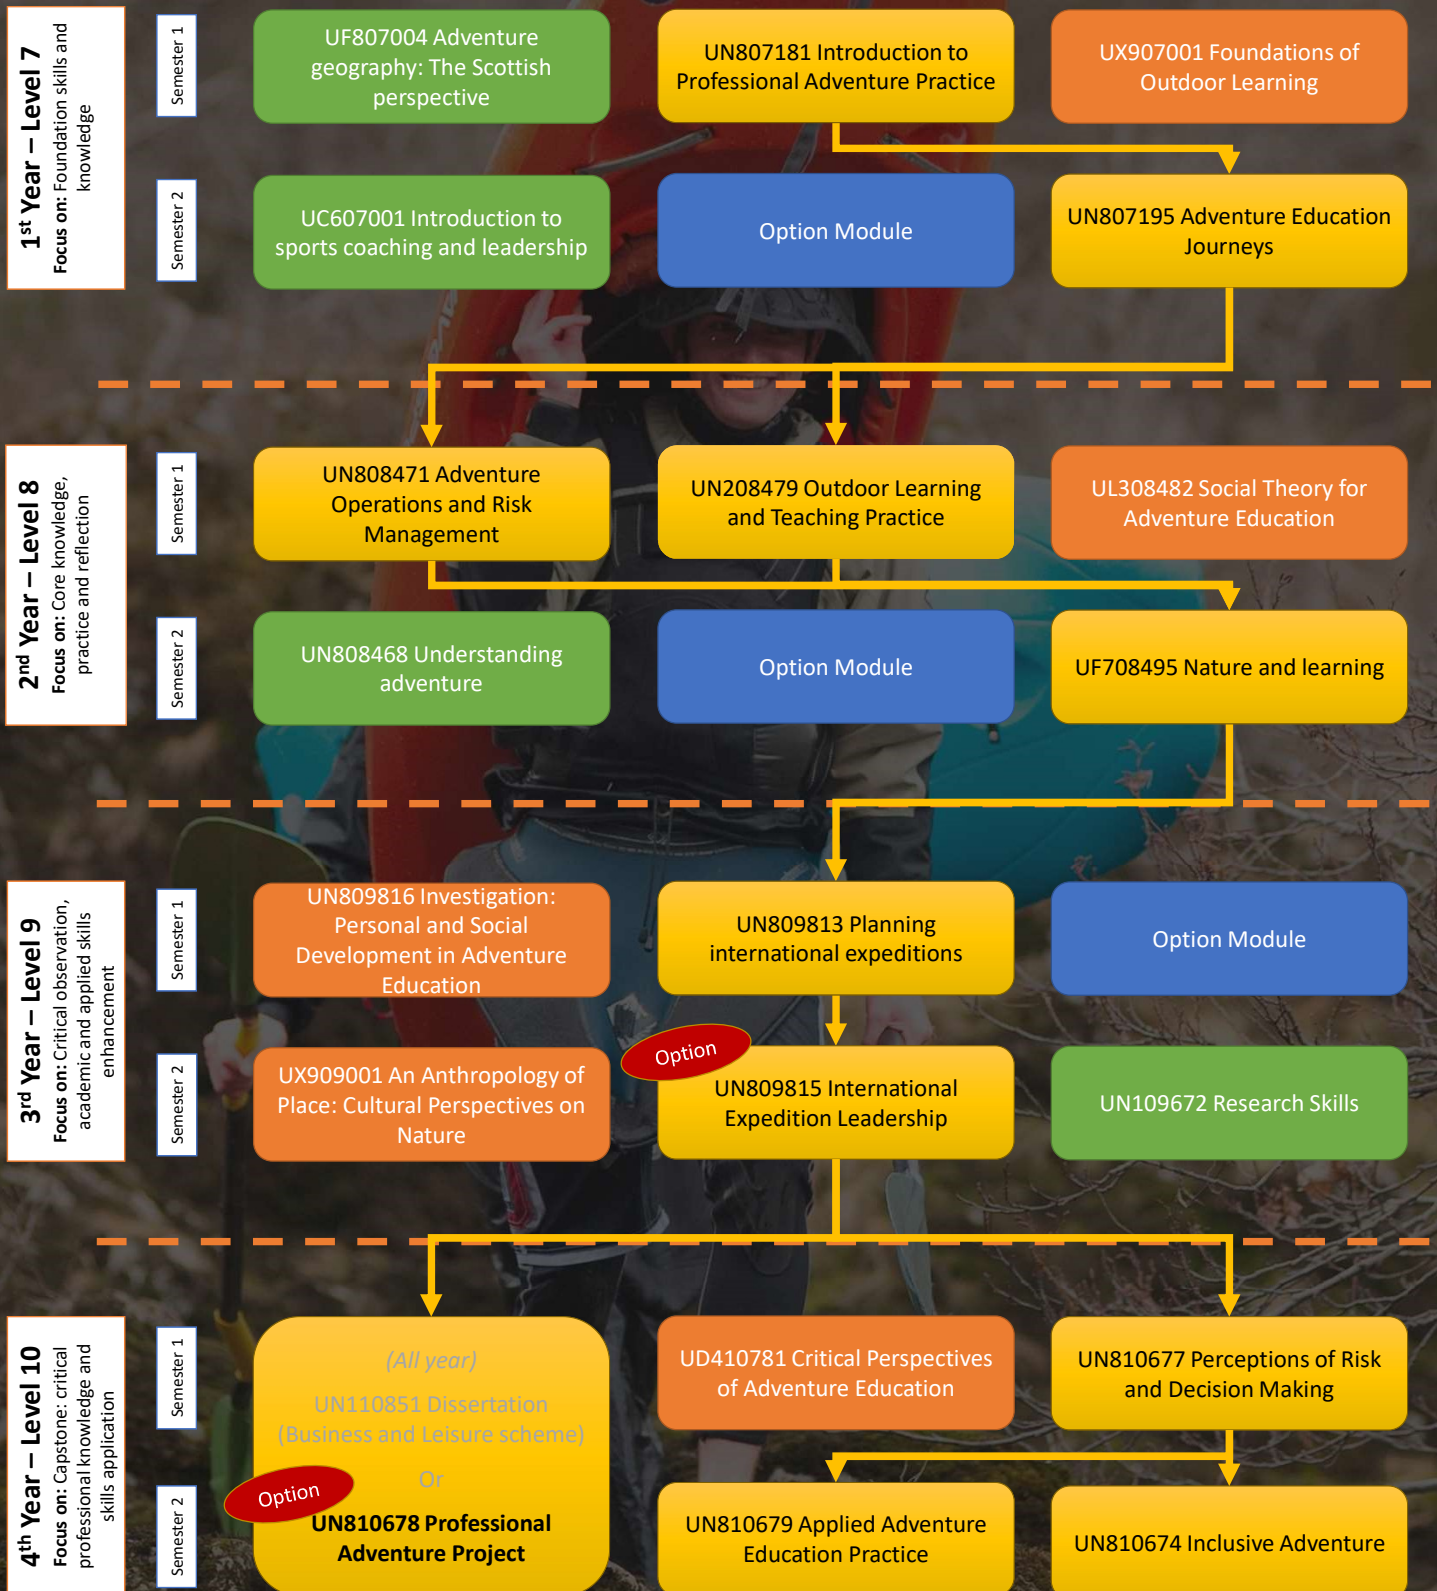 1st Year – Level 7
Focus on: Foundation skills and
knowledge
Semester 1
UF807004 Adventure
geography: The Scottish
perspective
UN807181 Introduction to
Professional Adventure Practice
UX907001 Foundations of
Outdoor Learning
Semester 2
UC607001 Introduction to
sports coaching and leadership
Option Module
UN807195 Adventure Education
Journeys
2nd Year – Level 8
Focus on: Core knowledge,
practice and reflection
Semester 1
UN808471 Adventure
Operations and Risk
Management
UN208479 Outdoor Learning
and Teaching Practice
UL308482 Social Theory for
Adventure Education
Semester 2
UN808468 Understanding
adventure
Option Module
UF708495 Nature and learning
3rd Year – Level 9
Focus on: Critical observation,
academic and applied skills
enhancement
Semester 1
UN809816 Investigation:
Personal and Social
Development in Adventure
Education
UN809813 Planning
international expeditions
Option Module
Semester 2
UX909001 An Anthropology of
Place: Cultural Perspectives on
Nature
Option
UN809815 International
Expedition Leadership
UN109672 Research Skills
4th Year – Level 10
Focus on: Capstone: critical
professional knowledge and
skills application
Semester 1
(All year)
UN110851 Dissertation
(Business and Leisure scheme)
Or
Option
UN810678 Professional
Adventure Project
UD410781 Critical Perspectives
of Adventure Education
UN810677 Perceptions of Risk
and Decision Making
Semester 2
UN810679 Applied Adventure
Education Practice
UN810674 Inclusive Adventure